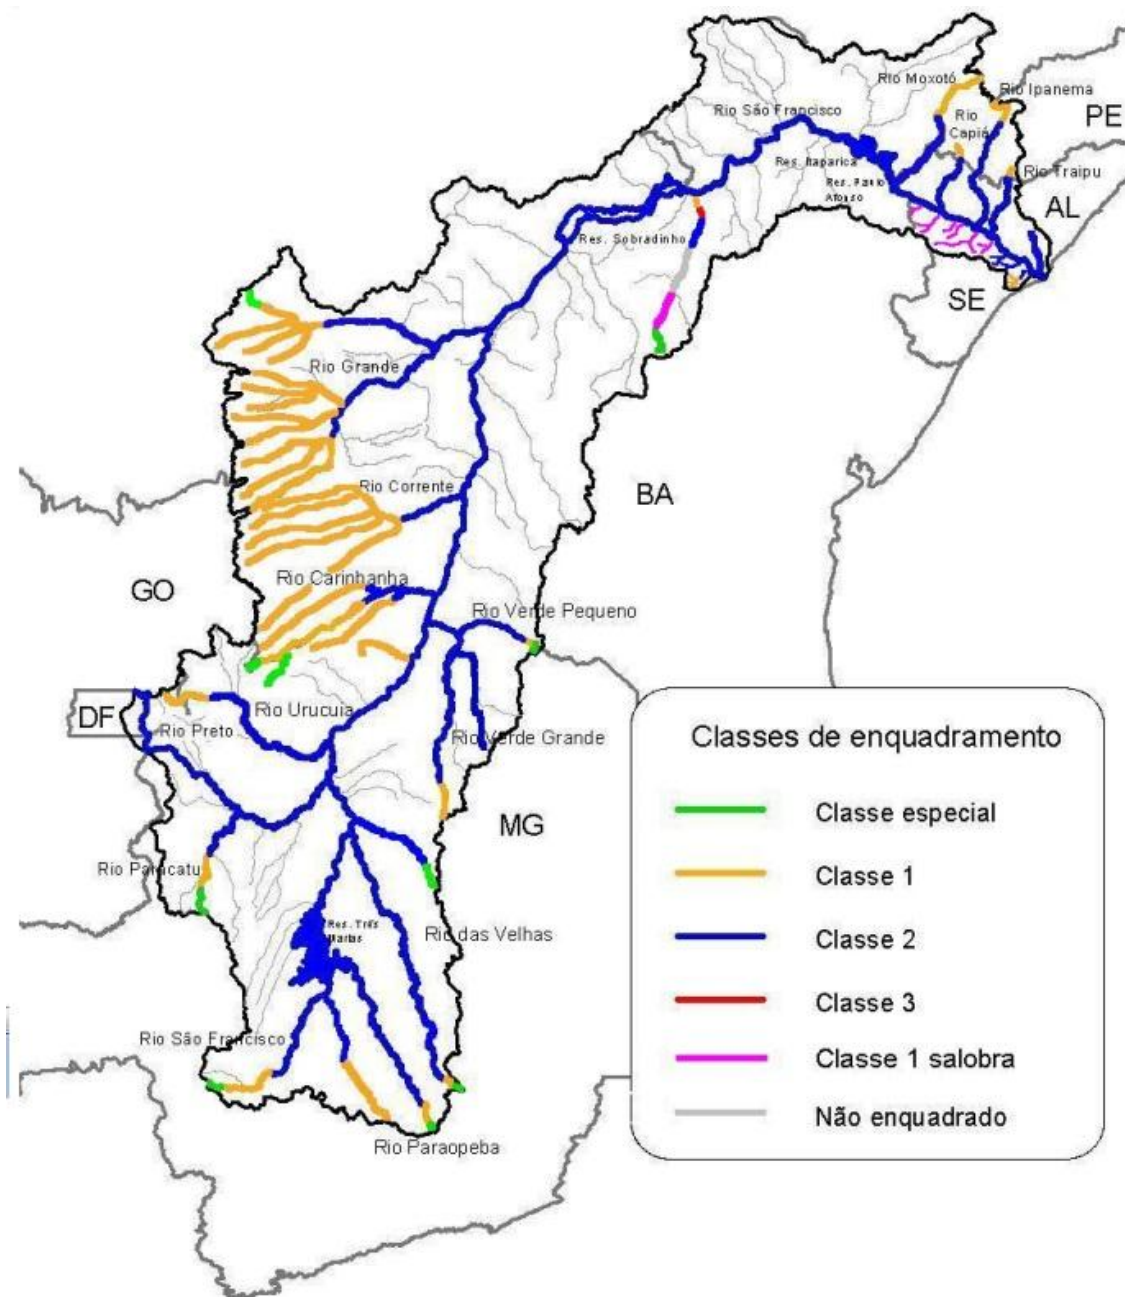 Rio Moxotó
Rio Ipanema
Rio São Francisco
Rio
Capiá
PE
Res. Itaparica
Rio Traipu
Res. Paulo
Afonso
AL
Res. Sobradinho
SE
Rio Grande
Rio Corrente
BA
Rio Carinhanha
GO
Rio Verde Pequeno
Rio Urucuia
DF
Rio Preto
Rio Verde Grande
MG
Rio Paracatu
Res. Três
Marias
Rio das Velhas
Rio São Francisco
Rio Paraopeba
Classes de enquadramento
Classe especial
Classe 1
Classe 2
Classe 3
Classe 1 salobra
Não enquadrado